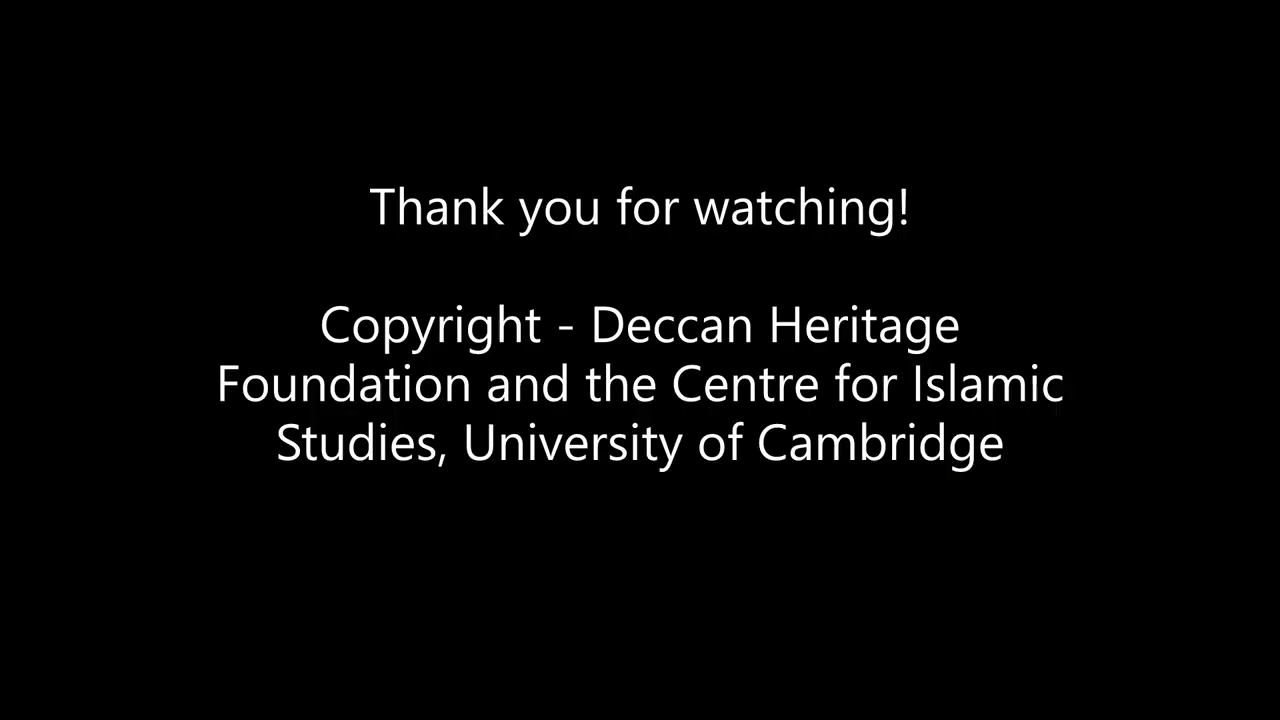 Thank you for watching!
Copyright - Deccan Heritage
Foundation and the Centre for Islamic
Studies, University of Cambridge